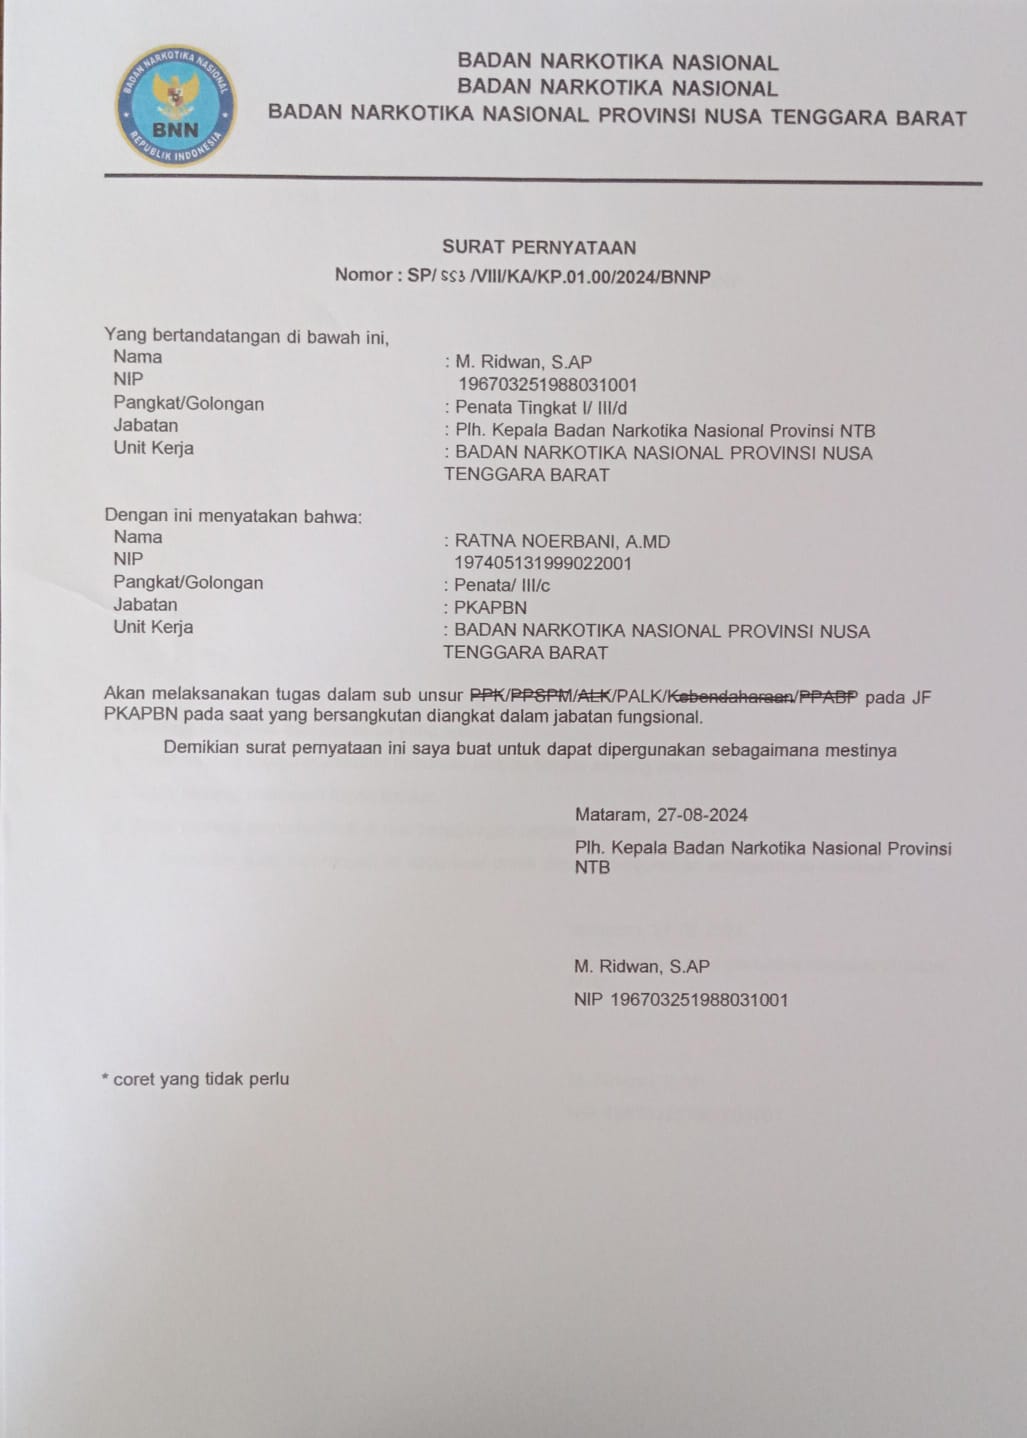 BADAN NARKOTIKA NASIONAL
REPUBLIK INDONESIA
BNN
BADAN NARKOTIKA NASIONAL
BADAN NARKOTIKA NASIONAL
BADAN NARKOTIKA NASIONAL PROVINSI NUSA TENGGARA BARAT
SURAT PERNYATAAN
Nomor : SP/ 553 /VIII/KA/KP.01.00/2024/BNNP
Yang bertandatangan di bawah ini,
Nama : M. Ridwan, S.AP
NIP 196703251988031001
Pangkat/Golongan : Penata Tingkat I/ III/d
Jabatan : Plh. Kepala Badan Narkotika Nasional Provinsi NTB
Unit Kerja : BADAN NARKOTIKA NASIONAL PROVINSI NUSA
TENGGARA BARAT
Dengan ini menyatakan bahwa:
Nama : RATNA NOERBANI, A.MD
NIP 197405131999022001
Pangkat/Golongan : Penata/ III/c
Jabatan : PKAPBN
Unit Kerja : BADAN NARKOTIKA NASIONAL PROVINSI NUSA
TENGGARA BARAT
Akan melaksanakan tugas dalam sub unsur PPK/PPSPM/ALK/PALK/Kebendaharaan/PPABP pada JF
PKAPBN pada saat yang bersangkutan diangkat dalam jabatan fungsional.
Demikian surat pernyataan ini saya buat untuk dapat dipergunakan sebagaimana mestinya
Mataram, 27-08-2024
Plh. Kepala Badan Narkotika Nasional Provinsi
NTB
M. Ridwan, S.AP
NIP 196703251988031001
* coret yang tidak perlu